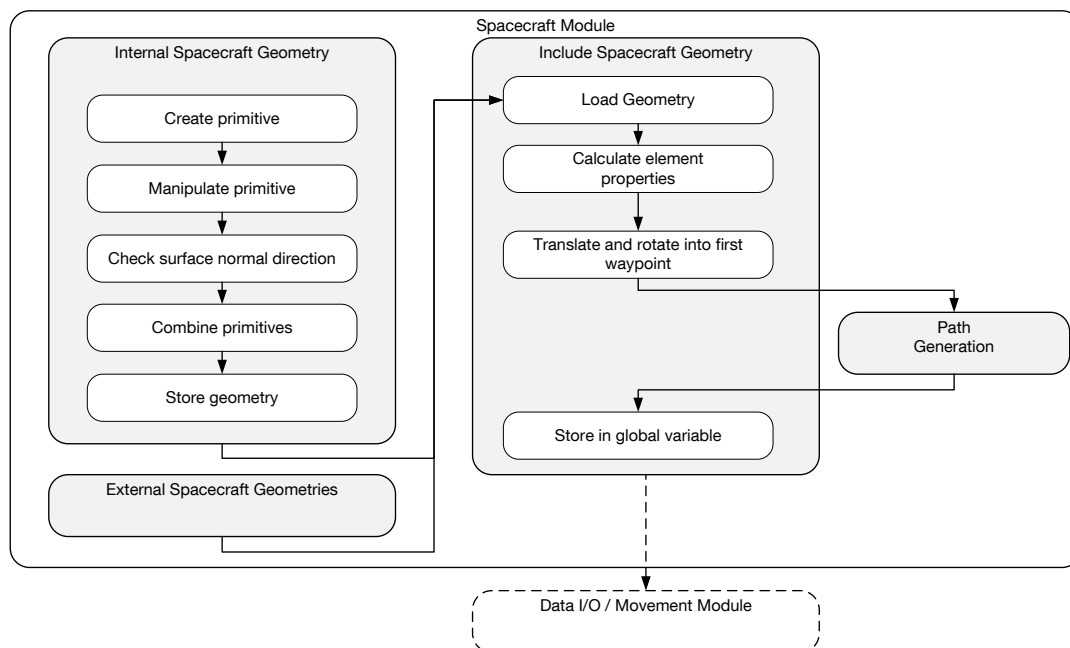 Spacecraft Module
Internal Spacecraft Geometry
Create primitive
Manipulate primitive
Check surface normal direction
Combine primitives
Store geometry
External Spacecraft Geometries
Include Spacecraft Geometry
Load Geometry
Calculate element
properties
Translate and rotate into first
waypoint
Path
Generation
Store in global variable
Data I/O / Movement Module